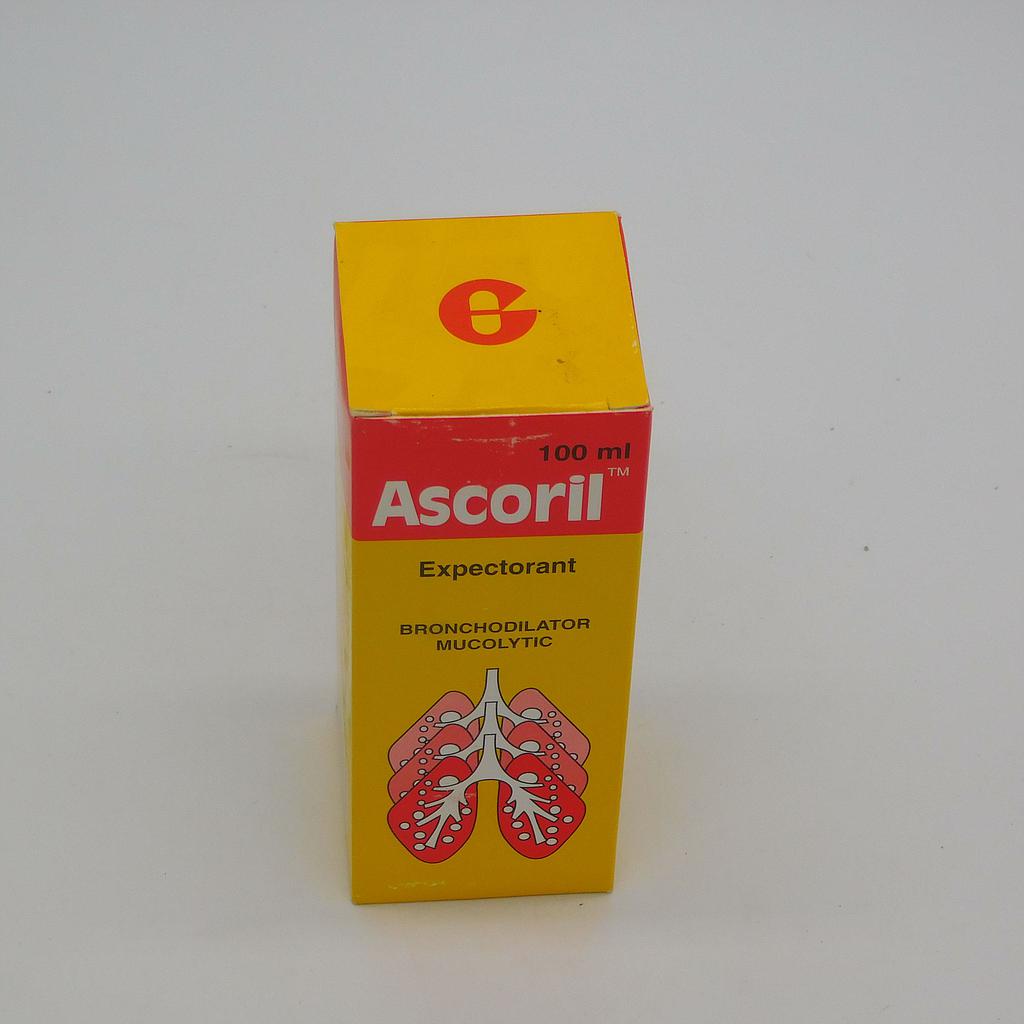 100 ml
Ascoril™
Expectorant
BRONCHODILATOR
MUCOLYTIC